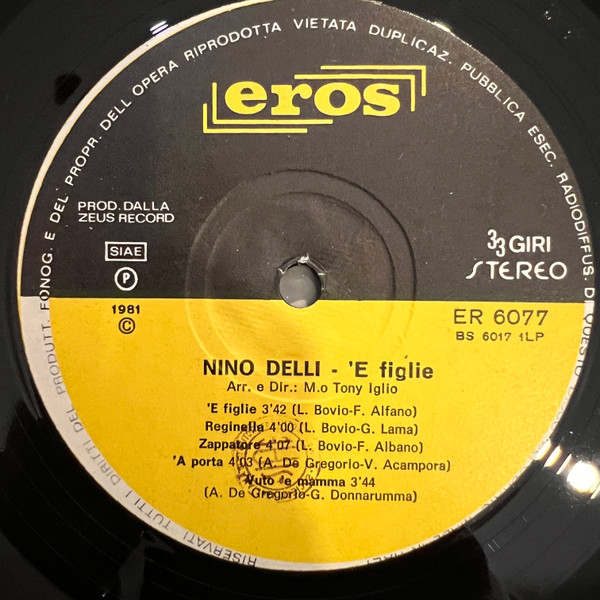 RISERVATI TUTTI I DIRITTI DEL PRODUTT. FONOG. E DEL PROPR. DELL OPERA RIPRODOTTA VIETATA DUPLICAZ. PUBBLICA ESEC. RADIODIFFUS. DI QUESTO
eros
PROD. DALLA
ZEUS RECORD
SIAE
P
33 GIRI
STEREO
1981
©
ER 6077
BS 6017 1LP
NINO DELLI - 'E figlie
Arr. e Dir.: M.o Tony Iglio
'E figlie 3'42 (L. Bovio-F. Alfano)
Reginella 4'00 (L. Bovio-G. Lama)
Zappatore 4'07 (L. Bovio-F. Albano)
'A porta 4'03 (A. De Gregorio-V. Acampora)
'e mamma 3'44
(A. De Gregorio-G. Donnarumma)